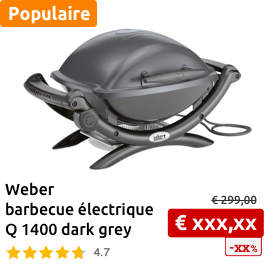 Populaire
Weber
barbecue électrique
Q 1400 dark grey
4.7
€ 299,00
€ xxx,xx
-xx%